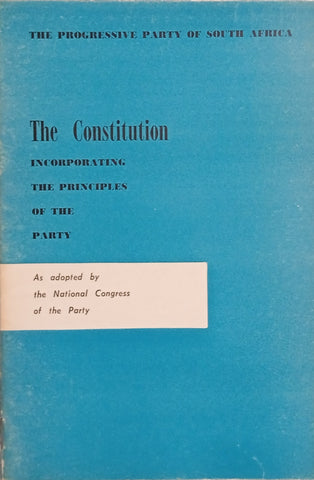 THE PROGRESSIVE PARTY OF SOUTH AFRICA
The Constitution
INCORPORATING
THE PRINCIPLES
OF THE
PARTY
As adopted by
the National Congress
of the Party